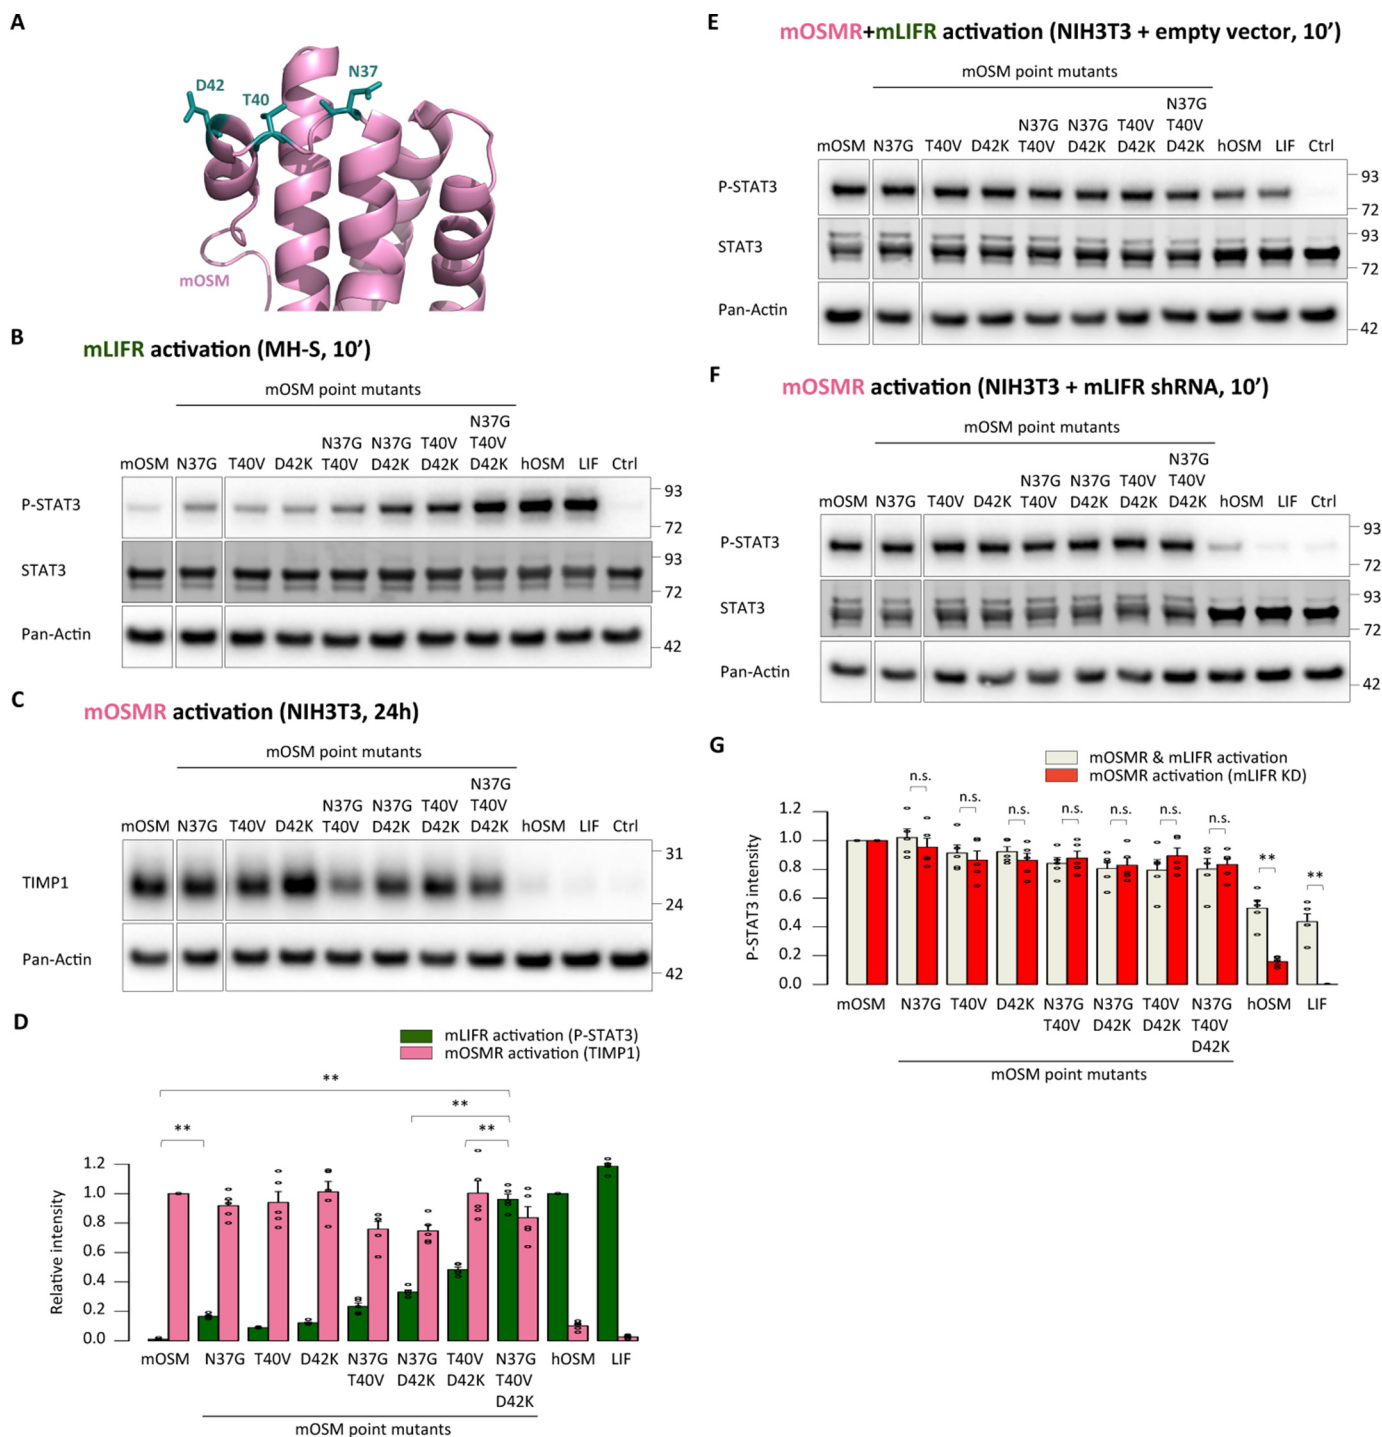 A
D42
T40
N37
mOSM
B
mLIFR activation (MH-S, 10’)
mOSM point mutants
N37G
N37G N37G T40V T40V
mOSM N37G T40V D42K T40V D42K D42K D42K hOSM LIF Ctrl
P-STAT3
93
72
STAT3
93
72
Pan-Actin
42
C
mOSMR activation (NIH3T3, 24h)
mOSM point mutants
N37G
N37G N37G T40V T40V
mOSM N37G T40V D42K T40V D42K D42K D42K hOSM LIF Ctrl
TIMP1
31
24
Pan-Actin
42
D
mLIFR activation (P-STAT3)
mOSMR activation (TIMP1)
**
**
** **
Relative intensity
1.2
1.0
0.8
0.6
0.4
0.2
0.0
mOSM N37G T40V D42K N37G N37G T40V N37G hOSM LIF
T40V D42K D42K T40V
D42K
mOSM point mutants
E
mOSMR+mLIFR activation (NIH3T3 + empty vector, 10’)
mOSM point mutants
N37G
N37G N37G T40V T40V
mOSM N37G T40V D42K T40V D42K D42K D42K hOSM LIF Ctrl
P-STAT3
93
72
STAT3
93
72
Pan-Actin
42
F
mOSMR activation (NIH3T3 + mLIFR shRNA, 10’)
mOSM point mutants
N37G
N37G N37G T40V T40V
mOSM N37G T40V D42K T40V D42K D42K D42K hOSM LIF Ctrl
P-STAT3
93
72
STAT3
93
72
Pan-Actin
42
G
mOSMR & mLIFR activation
mOSMR activation (mLIFR KD)
n.s. n.s. n.s. n.s. n.s. n.s. n.s. ** **
P-STAT3 intensity
1.2
1.0
0.8
0.6
0.4
0.2
0.0
mOSM N37G T40V D42K N37G N37G T40V N37G hOSM LIF
T40V D42K D42K T40V
D42K
mOSM point mutants